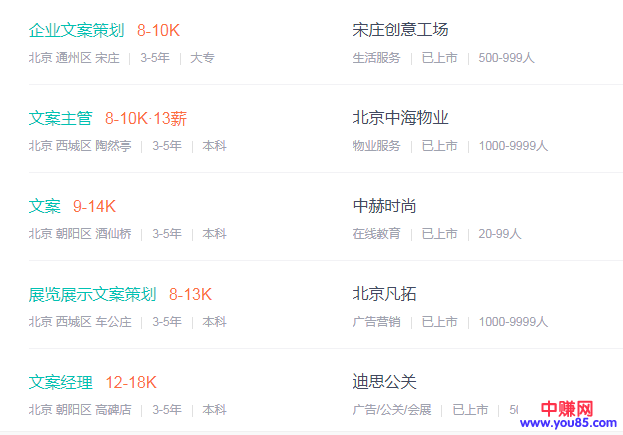 企业文案策划 8-10K 宋庄创意工场
北京 通州区 宋庄 3-5年 大专 生活服务 已上市 500-999人
文案主管 8-10K·13薪 北京中海物业
北京 西城区 陶然亭 3-5年 本科 物业服务 已上市 1000-9999人
文案 9-14K 中赫时尚
北京 朝阳区 酒仙桥 3-5年 本科 在线教育 已上市 20-99人
展览展示文案策划 8-13K 北京凡拓
北京 西城区 车公庄 3-5年 本科 广告营销 已上市 1000-9999人
文案经理 12-18K 迪思公关
北京 朝阳区 高碑店 3-5年 本科 广告/公关/会展 已上市
中赚网
www.you85.com